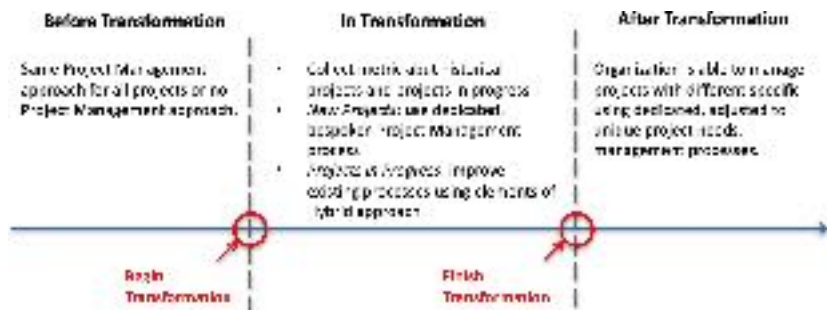 Before Transformation
In Transformation
After Transformation
Same Project Management
approach for all projects or no
Project Management approach.
• Collect metric about historical
projects and projects in progress
• New Projects: use dedicated,
bespoken Project Management
process
• Projects in Progress: improve
existing processes using elements of
Hybrid approach
Organization is able to manage
projects with different specific
using dedicated, adjusted to
unique project needs,
management processes.
Begin
Transformation
Finish
Transformation